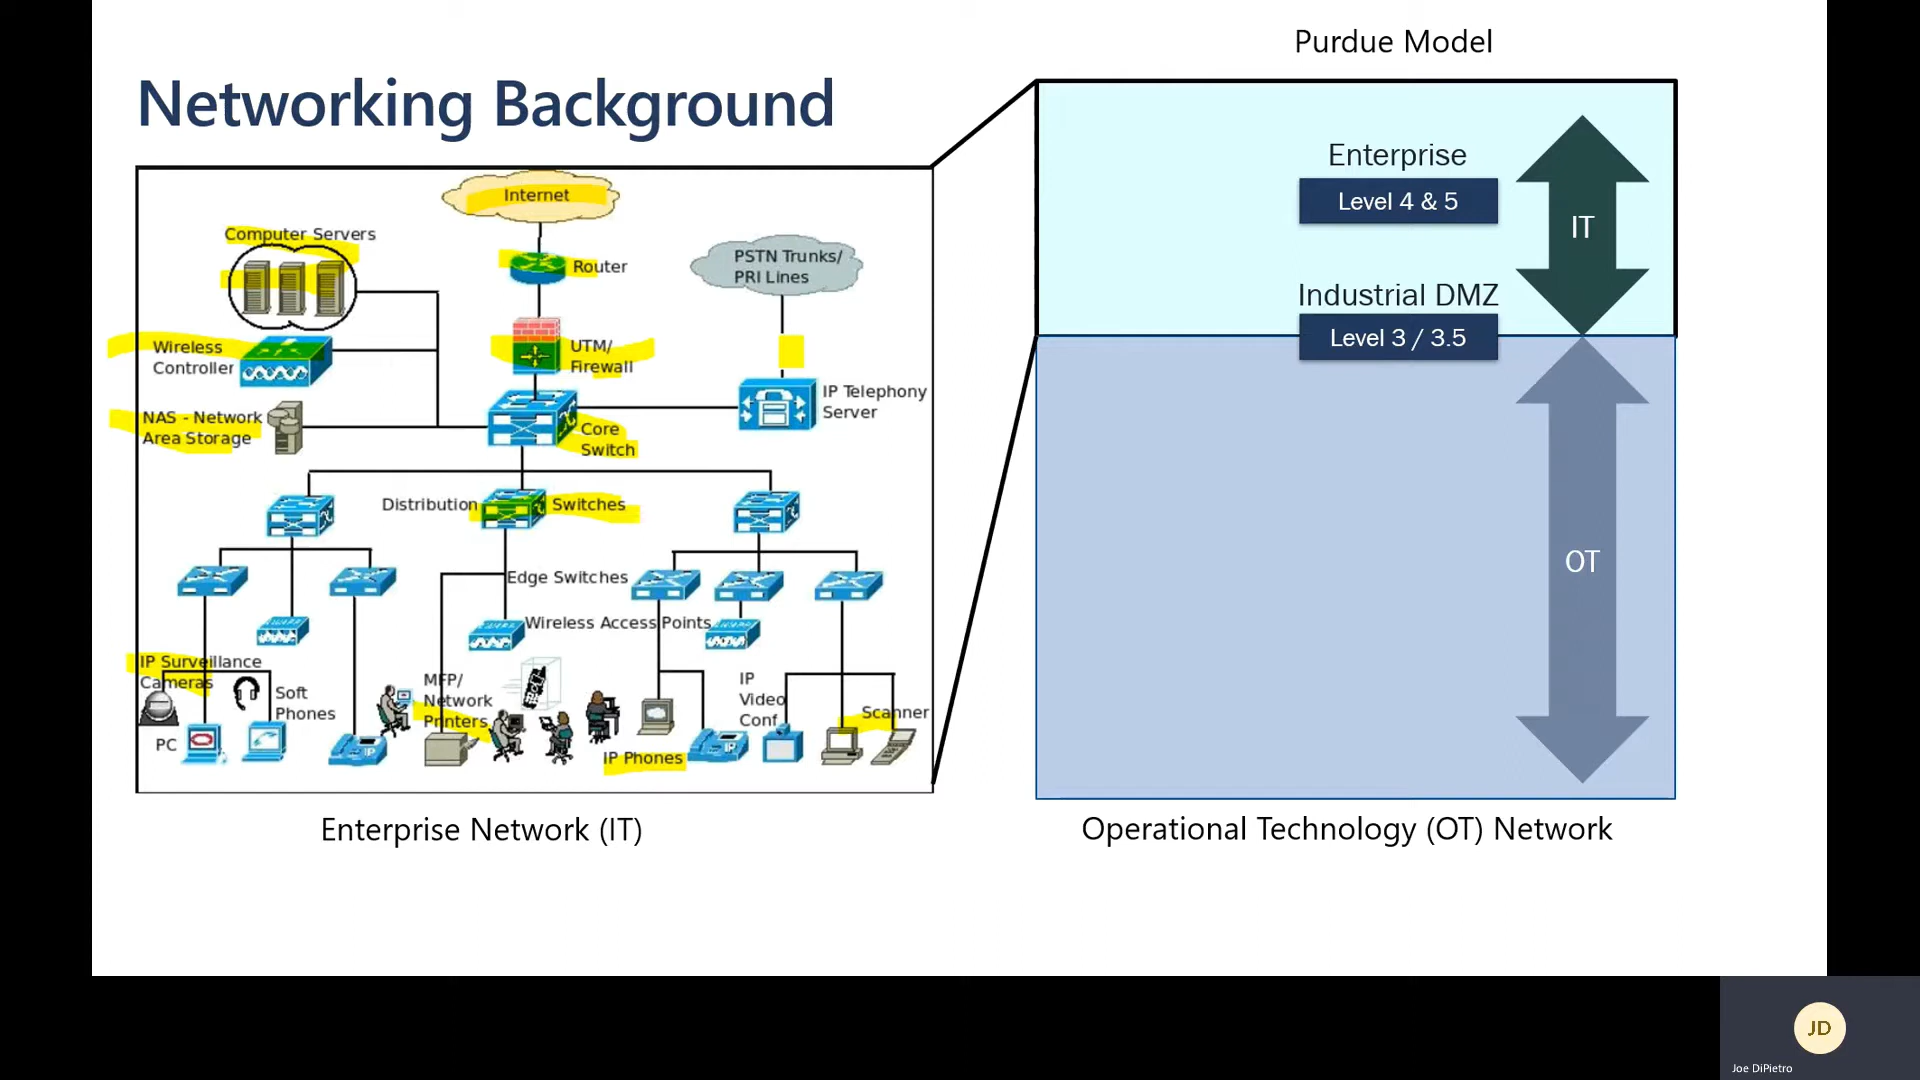 Purdue Model
Networking Background
Internet
Computer Servers
Router
PSTN Trunks/
PRI Lines
Wireless
Controller
UTM/
Firewall
NAS - Network
Area Storage
Core
Switch
IP Telephony
Server
Distribution
Switches
Edge Switches
Wireless Access Points
IP Surveillance
Cameras
Soft
Phones
PC
IP
MFP/
Network
Printers
IP Phones
IP
IP
Video
Conf
Scanner
Enterprise
Level 4 & 5
IT
Industrial DMZ
Level 3 / 3.5
OT
Enterprise Network (IT)
Operational Technology (OT) Network
JD
Joe DiPietro